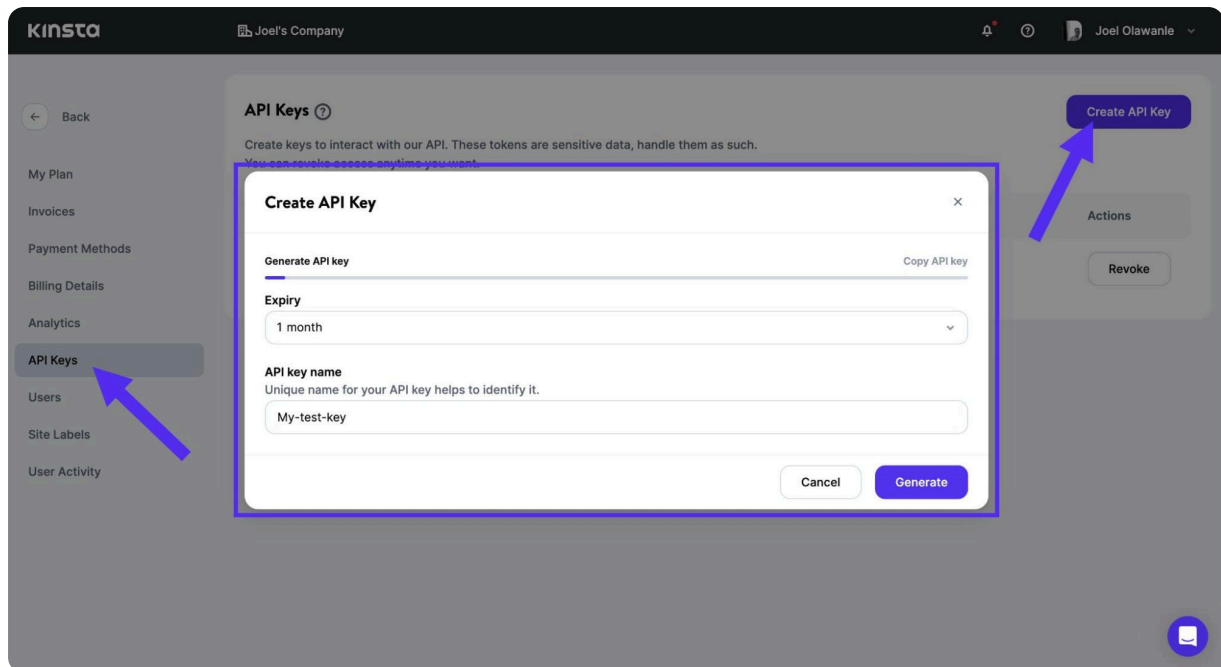 Kinsta
Joel's Company
Joel Olawanle
Back
My Plan
Invoices
Payment Methods
Billing Details
Analytics
API Keys
Users
Site Labels
User Activity
API Keys
Create API Key
Create keys to interact with our API. These tokens are sensitive data, handle them as such.
You can revoke access anytime you want.
Actions
Revoke
Create API Key
Generate API key
Copy API key
Expiry
1 month
API key name
Unique name for your API key helps to identify it.
My-test-key
Cancel
Generate